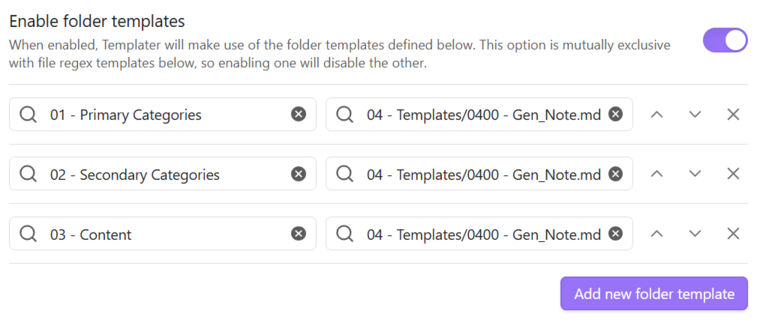 Enable folder templates
When enabled, Templater will make use of the folder templates defined below. This option is mutually exclusive
with file regex templates below, so enabling one will disable the other.
01 - Primary Categories
04 - Templates/0400 - Gen_Note.md
02 - Secondary Categories
04 - Templates/0400 - Gen_Note.md
03 - Content
04 - Templates/0400 - Gen_Note.md
Add new folder template